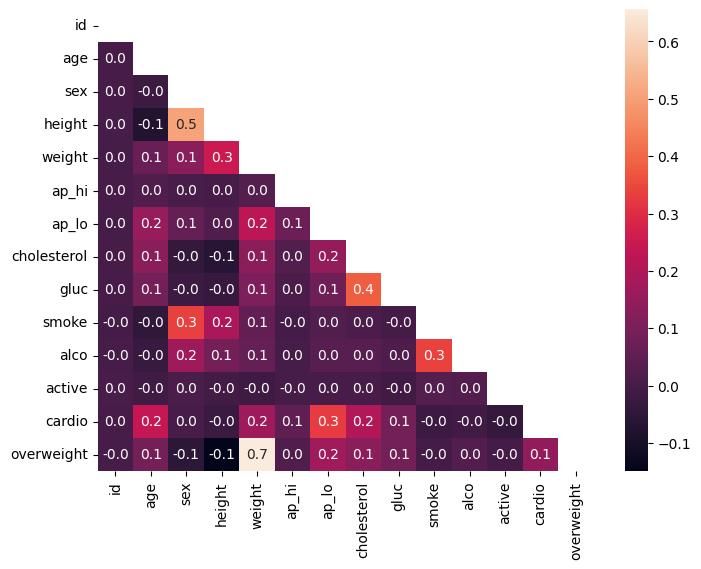 id
age 0.0
sex 0.0 -0.0
height 0.0 -0.1 0.5
weight 0.0 0.1 0.1 0.3
ap_hi 0.0 0.0 0.0 0.0 0.0
ap_lo 0.0 0.2 0.1 0.0 0.2 0.1
cholesterol 0.0 0.1 -0.0 -0.1 0.1 0.0 0.2
gluc 0.0 0.1 -0.0 -0.0 0.1 0.0 0.1 0.4
smoke -0.0 -0.0 0.3 0.2 0.1 -0.0 0.0 0.0 -0.0
alco -0.0 -0.0 0.2 0.1 0.1 0.0 0.0 0.0 0.0 0.3
active 0.0 -0.0 0.0 -0.0 -0.0 -0.0 0.0 0.0 -0.0 0.0 0.0
cardio 0.0 0.2 0.0 -0.0 0.2 0.1 0.3 0.2 0.1 -0.0 -0.0 -0.0
overweight -0.0 0.1 -0.1 -0.1 0.7 0.0 0.2 0.1 0.1 -0.0 0.0 -0.0 0.1
id age sex height weight ap_hi ap_lo cholesterol gluc smoke alco active cardio overweight
0.6
0.5
0.4
0.3
0.2
0.1
0.0
−0.1